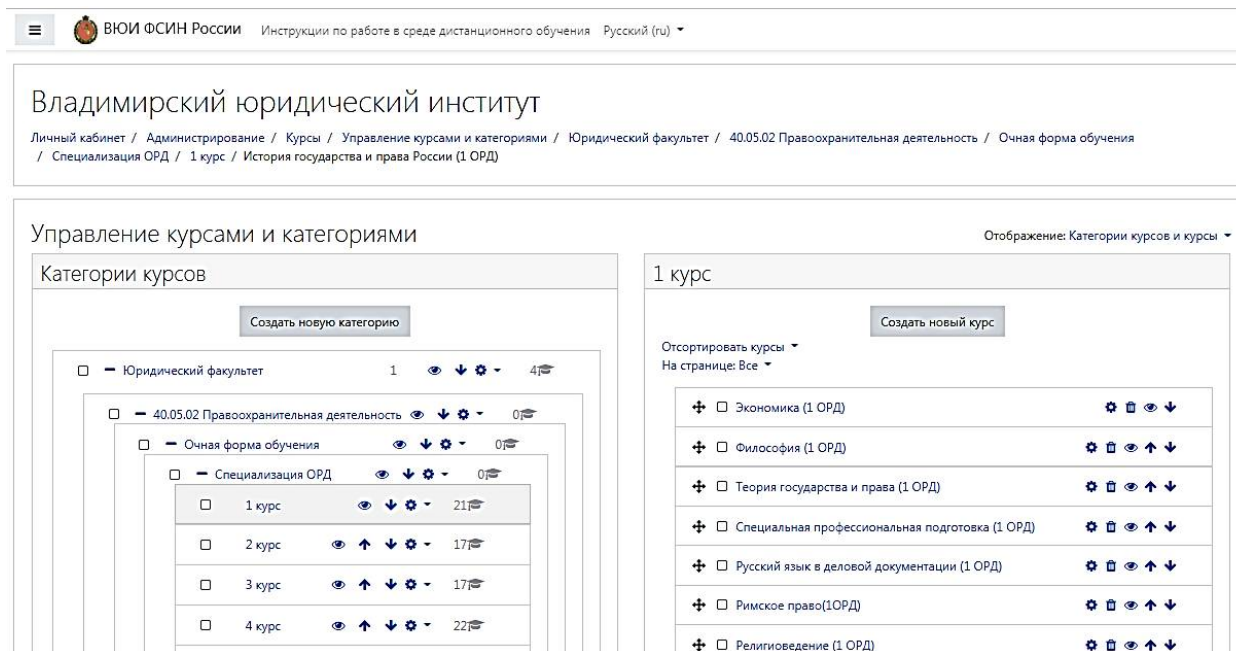 ВЮИ ФСИН России Инструкции по работе в среде дистанционного обучения Русский (ru)
Владимирский юридический институт
Личный кабинет / Администрирование / Курсы / Управление курсами и категориями / Юридический факультет / 40.05.02 Правоохранительная деятельность / Очная форма обучения
/ Специализация ОРД / 1 курс / История государства и права России (1 ОРД)
Управление курсами и категориями
Отображение: Категории курсов и курсы
Категории курсов
Создать новую категорию
Юридический факультет 1 4
40.05.02 Правоохранительная деятельность 0
Очная форма обучения 0
Специализация ОРД 0
1 курс 21
2 курс 17
3 курс 17
4 курс 22
1 курс
Создать новый курс
Отсортировать курсы
На странице: Все
Экономика (1 ОРД)
Философия (1 ОРД)
Теория государства и права (1 ОРД)
Специальная профессиональная подготовка (1 ОРД)
Русский язык в деловой документации (1 ОРД)
Римское право(1ОРД)
Религиоведение (1 ОРД)